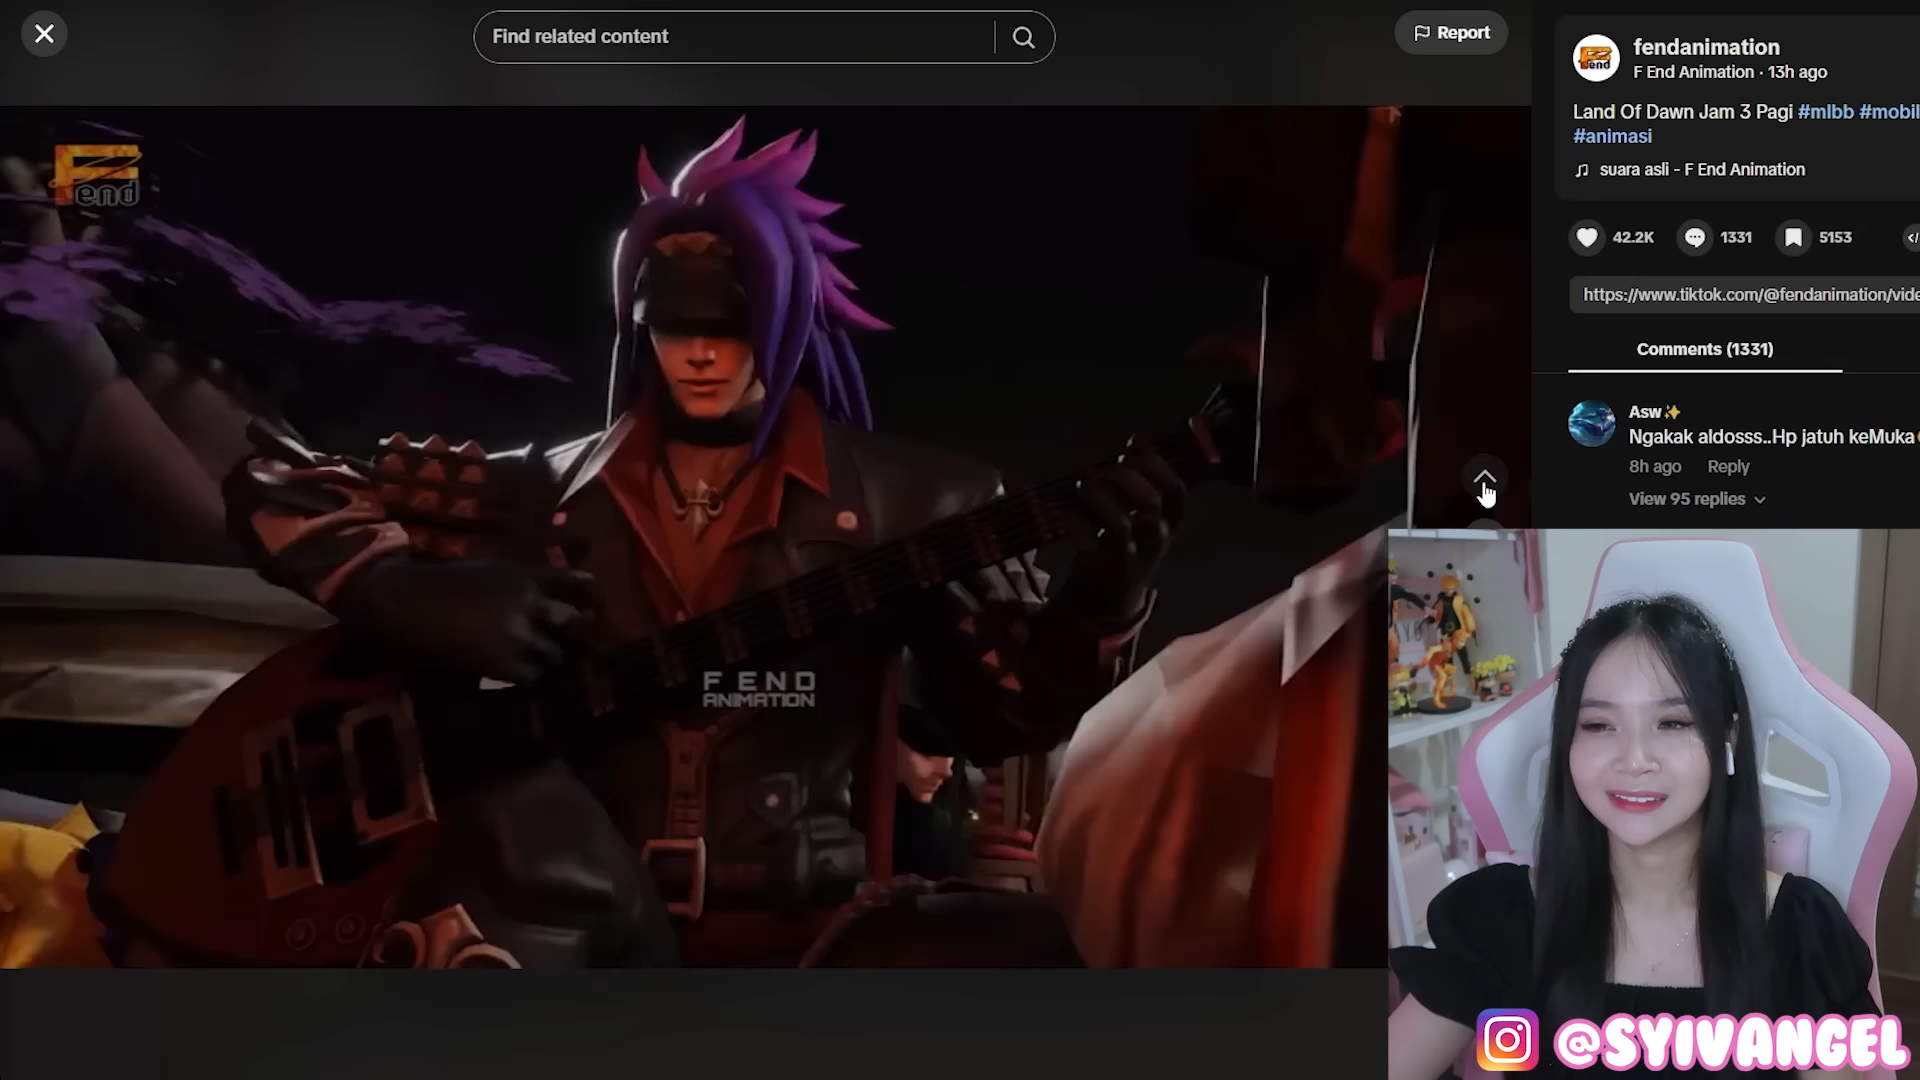 Find related content
Report
fendanimation
F End Animation · 13h ago
Land Of Dawn Jam 3 Pagi #mlbb #mobil
#animasi
suara asli - F End Animation
42.2K
1331
5153
https://www.tiktok.com/@fendanimation/vide
Comments (1331)
Asw✨
Ngakak aldosss..Hp jatuh keMuka
8h ago Reply
View 95 replies
Fend
FEND
ANIMATION
@SYIVANGEL